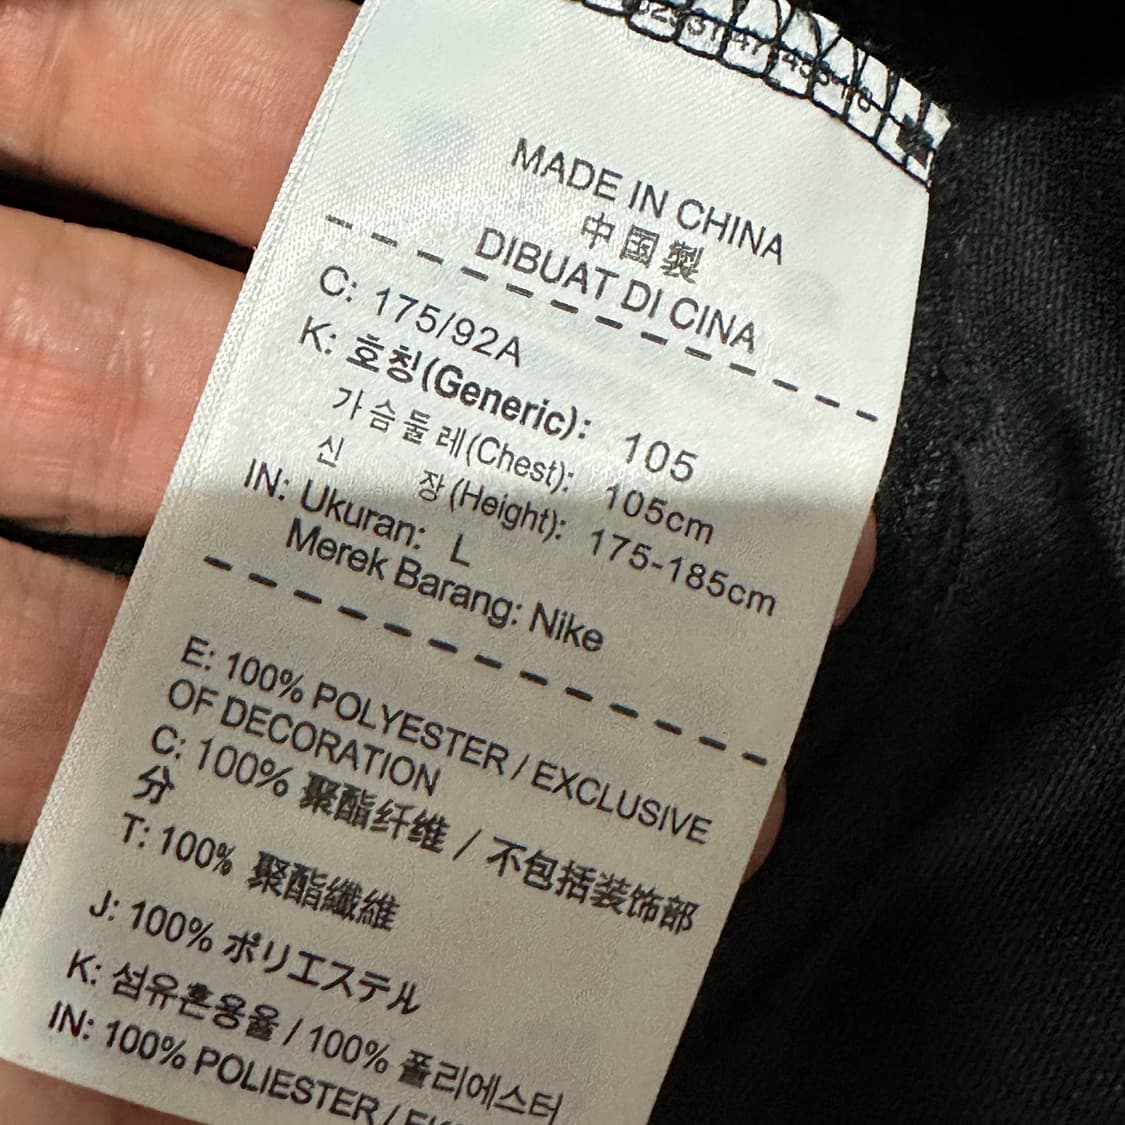 MADE IN CHINA
中国製
DIBUAT DI CINA
C: 175/92A
K: 호칭(Generic): 105
가슴둘레(Chest): 105cm
신 장(Height): 175-185cm
IN: Ukuran: L
Merek Barang: Nike
E: 100% POLYESTER / EXCLUSIVE
OF DECORATION
C: 100% 聚酯纤维 / 不包括装饰部
分
T: 100% 聚酯纖維
J: 100% ポリエステル
K: 섬유혼용율 / 100% 폴리에스터
IN: 100% POLIESTER /